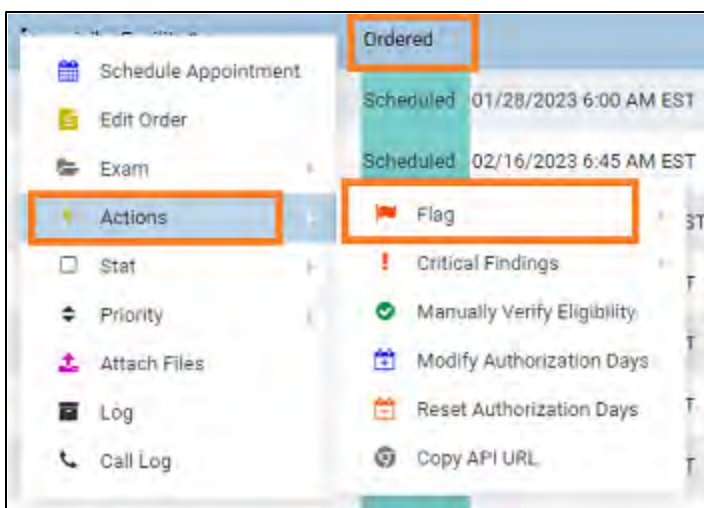 Ordered
Schedule Appointment
Scheduled 01/28/2023 6:00 AM EST
Edit Order
Exam
Scheduled 02/16/2023 6:45 AM EST
Actions
Flag
ST
Stat
Critical Findings
Priority
Manually Verify Eligibility
Attach Files
Modify Authorization Days
Log
Reset Authorization Days
Call Log
Copy API URL